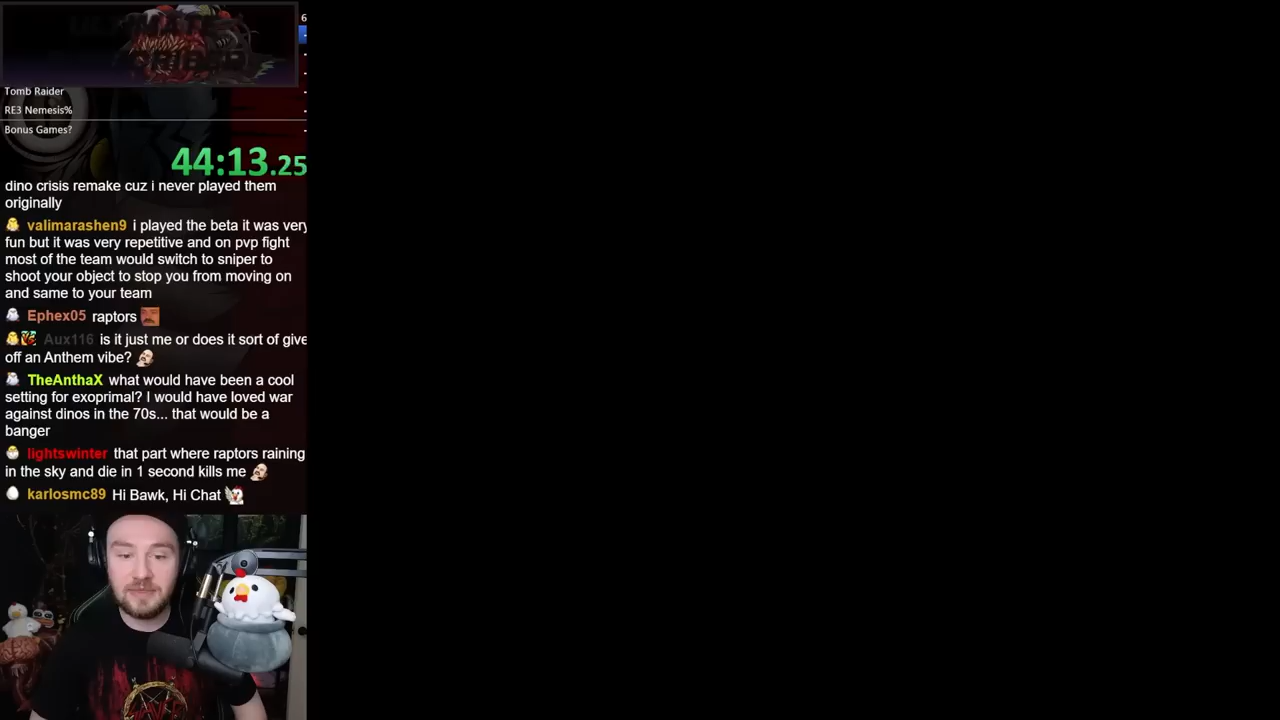 6
Tomb Raider
RE3 Nemesis%
Bonus Games?
44:13.25
dino crisis remake cuz i never played them
originally
valimarashen9 i played the beta it was very
fun but it was very repetitive and on pvp fight
most of the team would switch to sniper to
shoot your object to stop you from moving on
and same to your team
Ephex05 raptors
Aux116 is it just me or does it sort of give
off an Anthem vibe?
TheAnthaX what would have been a cool
setting for exoprimal? I would have loved war
against dinos in the 70s... that would be a
banger
lightswinter that part where raptors raining
in the sky and die in 1 second kills me
karlosmc89 Hi Bawk, Hi Chat
SLAYER